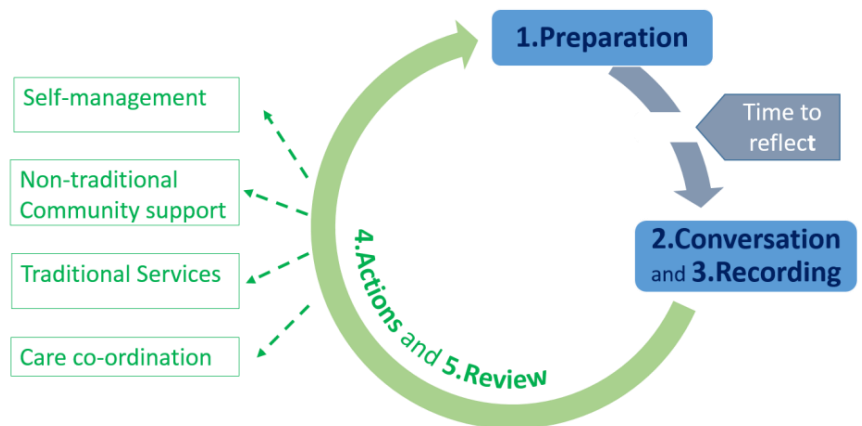 1.Preparation
Time to
reflect
2.Conversation
and 3.Recording
4.Actions and 5.Review
Self-management
Non-traditional
Community support
Traditional Services
Care co-ordination